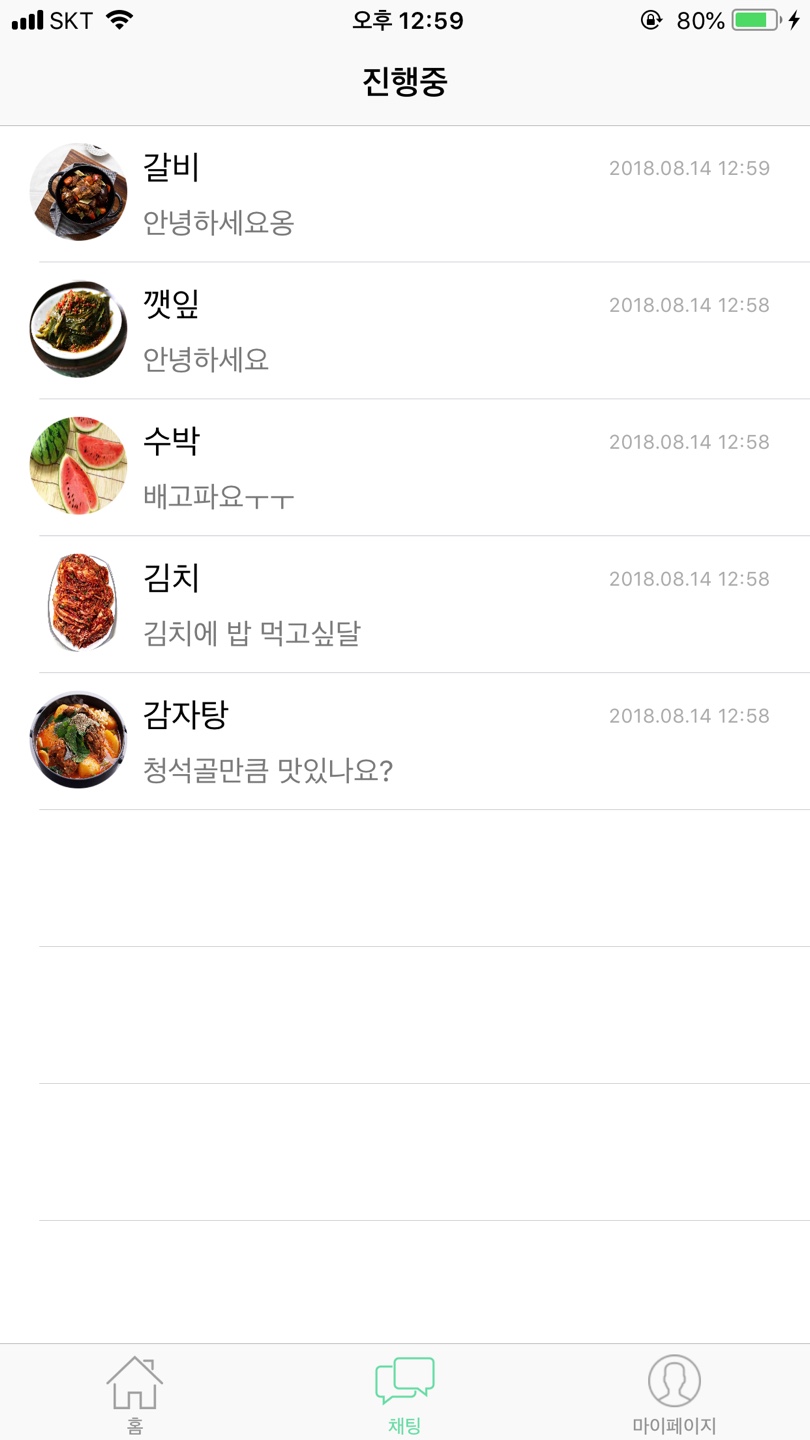 SKT 오후 12:59 80%
진행중
갈비 2018.08.14 12:59
안녕하세요옹
깻잎 2018.08.14 12:58
안녕하세요
수박 2018.08.14 12:58
배고파요ㅜㅜ
김치 2018.08.14 12:58
김치에 밥 먹고싶달
감자탕 2018.08.14 12:58
청석골만큼 맛있나요?
홈 채팅 마이페이지